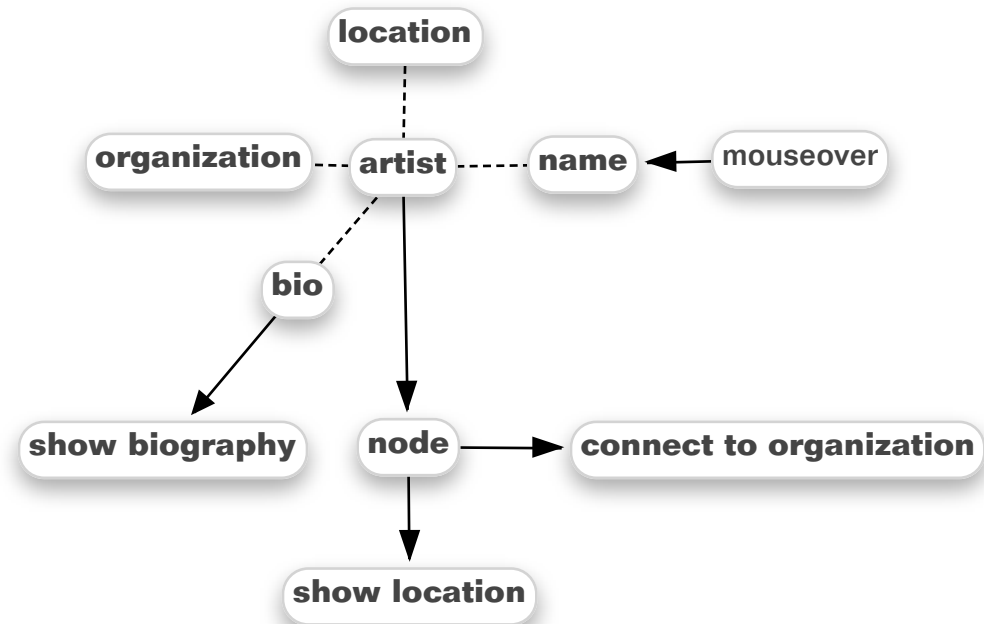 location
organization
artist
name
mouseover
bio
show biography
node
connect to organization
show location